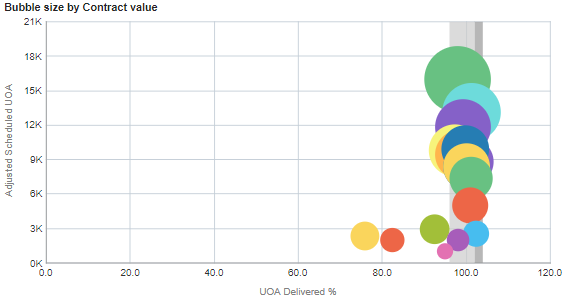 Bubble size by Contract value
21K
18K
15K
12K
9K
6K
3K
0K
Adjusted Scheduled UOA
0.0 20.0 40.0 60.0 80.0 100.0 120.0
UOA Delivered %